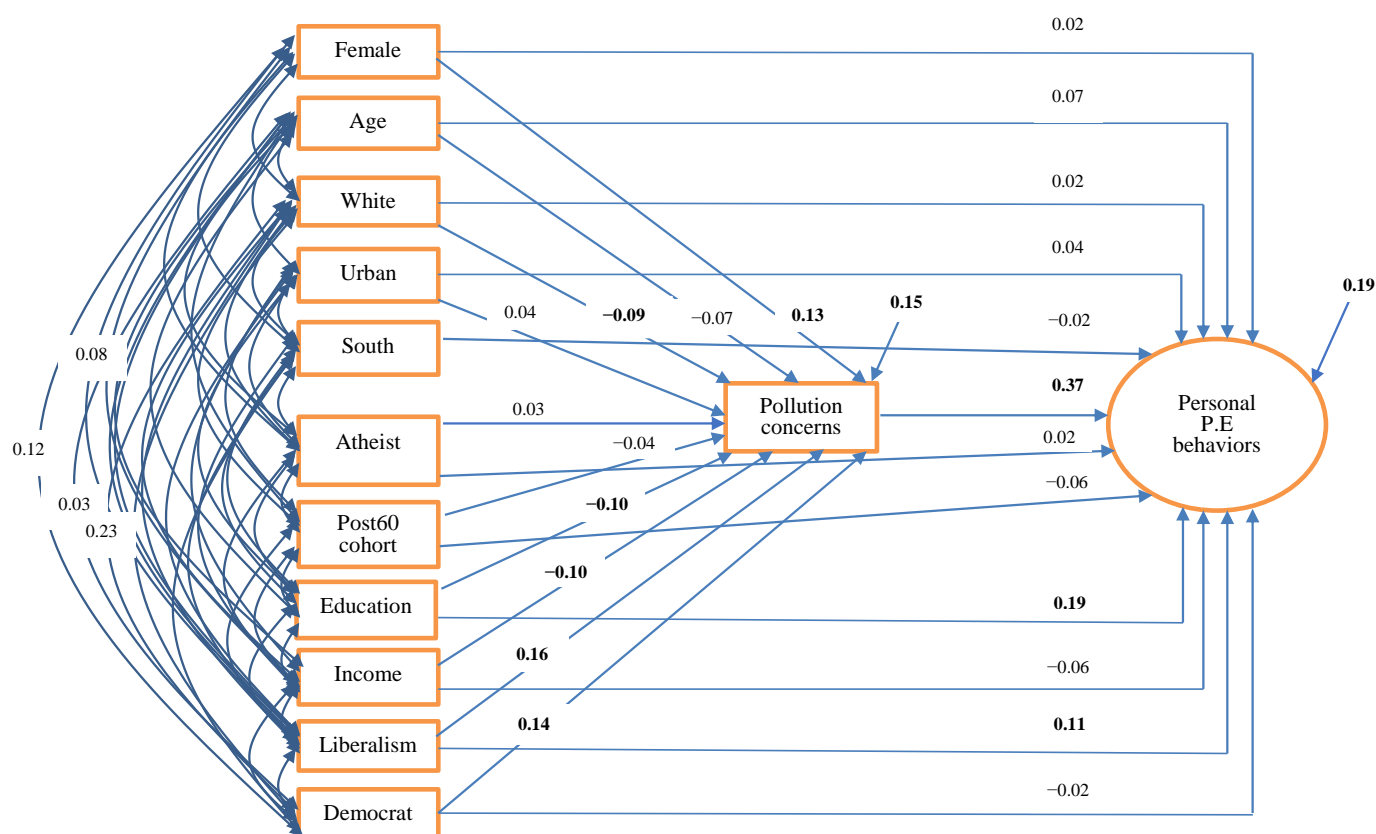 0.02
Female
0.07
Age
0.02
White
0.04
Urban
0.19
0.15
0.04
−0.09
−0.07
0.13
−0.02
South
0.08
0.37
Pollution
concerns
Personal
P.E
behaviors
0.03
Atheist
−0.04
0.02
0.12
−0.06
0.03
−0.10
Post60
cohort
0.23
−0.10
Education
0.19
0.16
Income
−0.06
0.14
0.11
Liberalism
−0.02
Democrat